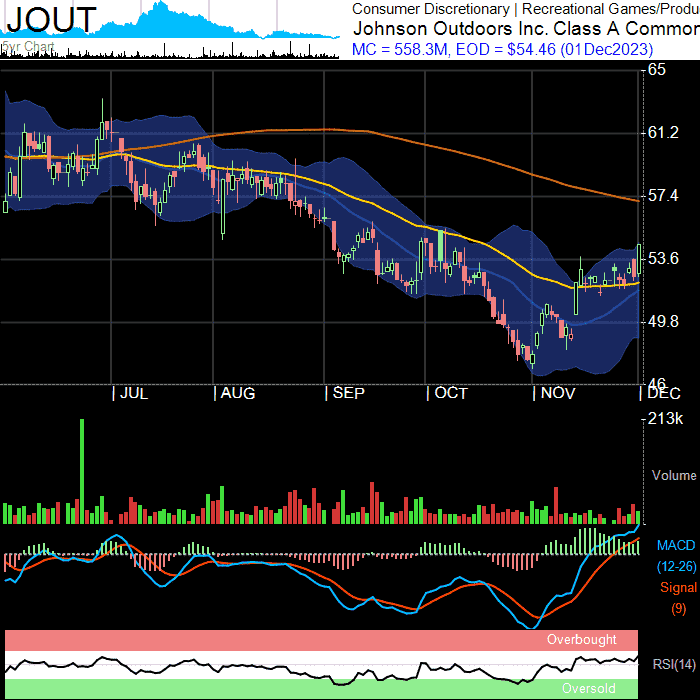 JOUT
Consumer Discretionary | Recreational Games/Produ
Johnson Outdoors Inc. Class A Common
MC = 558.3M, EOD = $54.46 (01Dec2023)
5yr Chart
65
61.2
57.4
53.6
49.8
46
| JUL | AUG | SEP | OCT | NOV | DEC
213k
Volume
MACD
(12-26)
Signal
(9)
Overbought
RSI(14)
Oversold